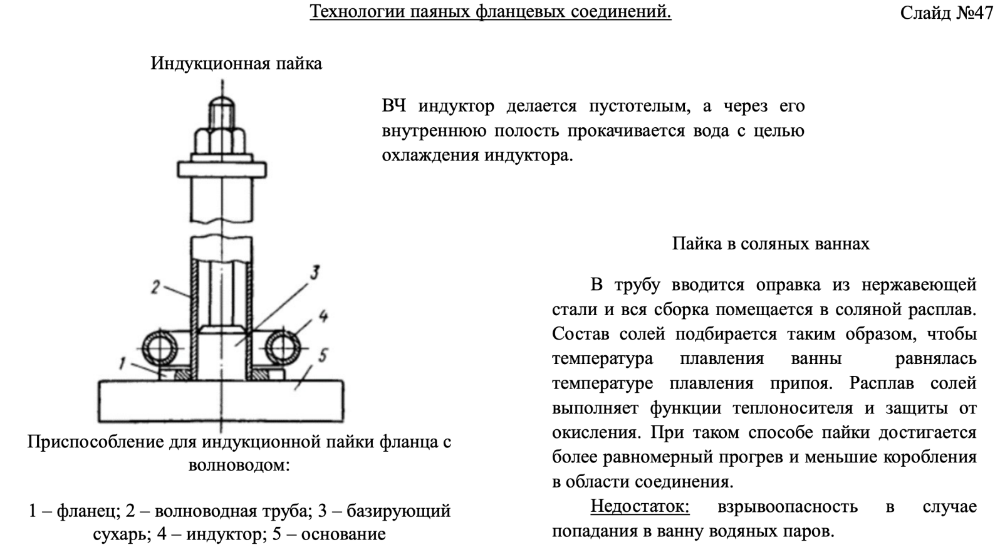 Технологии паяных фланцевых соединений.
Слайд №47
Индукционная пайка
ВЧ индуктор делается пустотелым, а через его
внутреннюю полость прокачивается вода с целью
охлаждения индуктора.
2
3
4
1
5
Приспособление для индукционной пайки фланца с
волноводом:
1 – фланец; 2 – волноводная труба; 3 – базирующий
сухарь; 4 – индуктор; 5 – основание
Пайка в соляных ваннах
В трубу вводится оправка из нержавеющей
стали и вся сборка помещается в соляной расплав.
Состав солей подбирается таким образом, чтобы
температура плавления ванны равнялась
температуре плавления припоя. Расплав солей
выполняет функции теплоносителя и защиты от
окисления. При таком способе пайки достигается
более равномерный прогрев и меньшие коробления
в области соединения.
Недостаток: взрывоопасность в случае
попадания в ванну водяных паров.